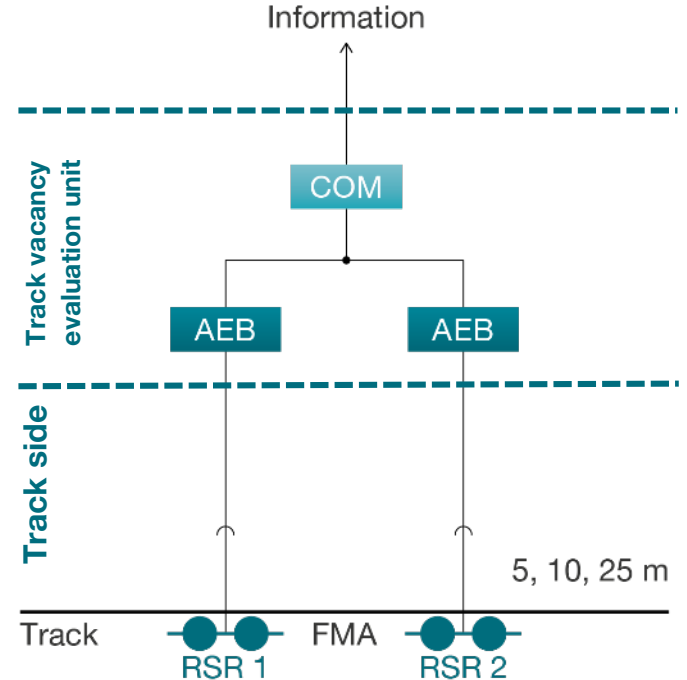 Information
Track vacancy
evaluation unit
COM
AEB
AEB
Track side
5, 10, 25 m
Track
FMA
RSR 1
RSR 2